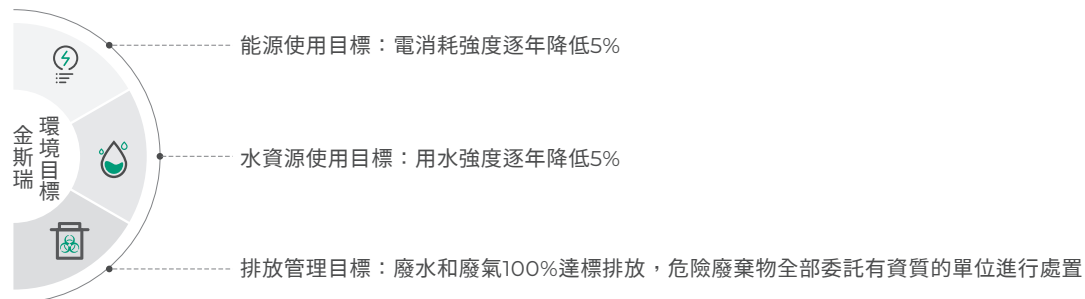 金斯瑞
環境目標
能源使用目標：電消耗強度逐年降低5%
水資源使用目標：用水強度逐年降低5%
排放管理目標：廢水和廢氣100%達標排放，危險廢棄物全部委託有資質的單位進行處置